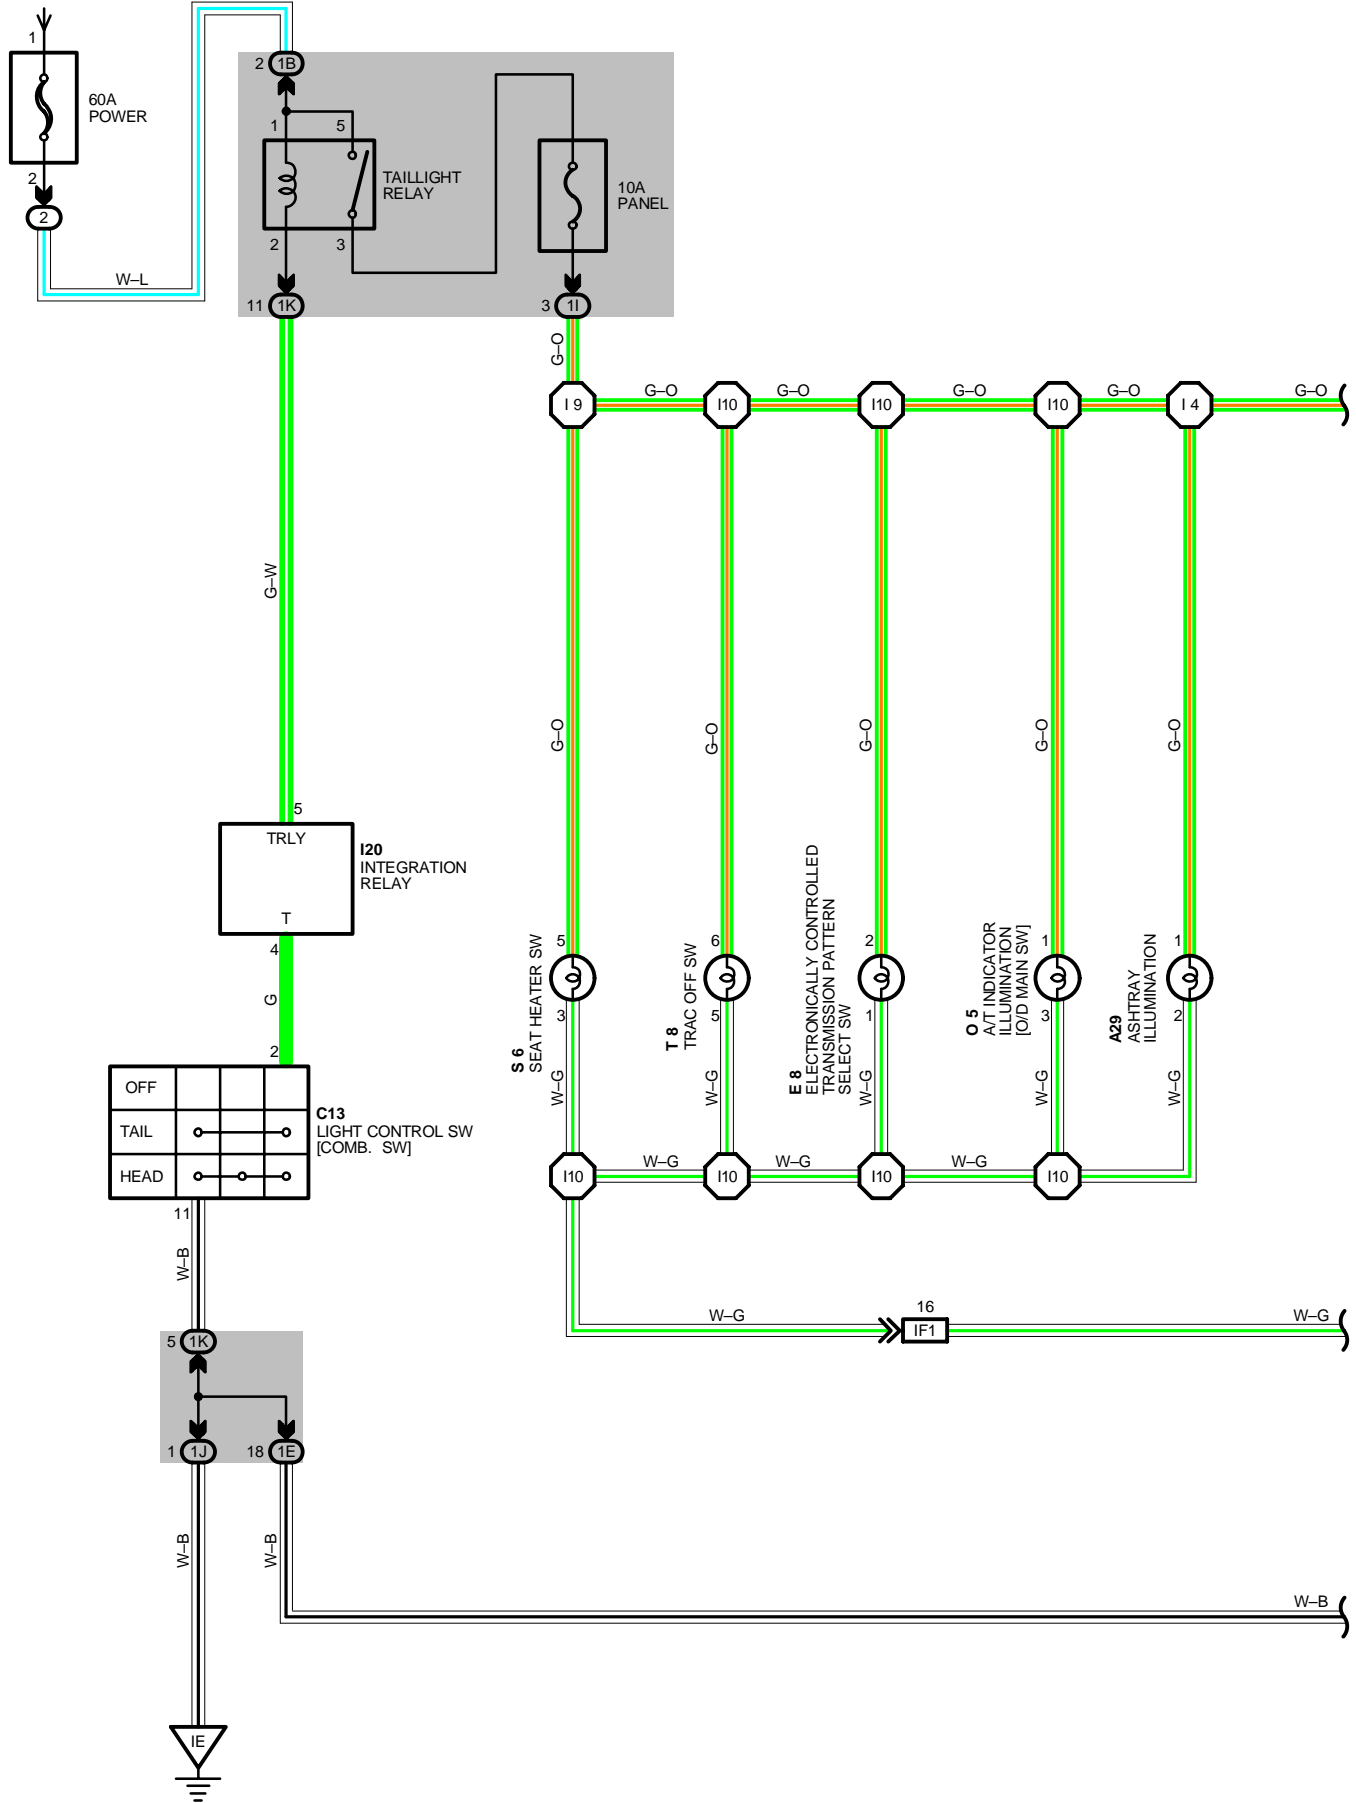 1
60A
POWER
2
2
W–L
2 1B
1 5
TAILLIGHT
RELAY
2 3
11 1K
10A
PANEL
3 1I
G–O
I 9
G–O
I10
G–O
I10
G–O
I10
G–O
I 4
G–O
G–W
G–O
G–O
G–O
G–O
G–O
5
TRLY
T
I20
INTEGRATION
RELAY
4
G
2
OFF
TAIL
HEAD
C13
LIGHT CONTROL SW
[COMB. SW]
11
W–B
5 1K
1 1J
18 1E
W–B
W–B
W–B
IE
5
S 6
SEAT HEATER SW
3
W–G
6
T 8
TRAC OFF SW
5
W–G
2
E 8
ELECTRONICALLY CONTROLLED
TRANSMISSION PATTERN
SELECT SW
1
W–G
1
O 5
A/T INDICATOR
ILLUMINATION
[O/D MAIN SW]
3
W–G
1
A29
ASHTRAY
ILLUMINATION
2
W–G
I10
W–G
I10
W–G
I10
W–G
I10
W–G
16
IF1
W–G